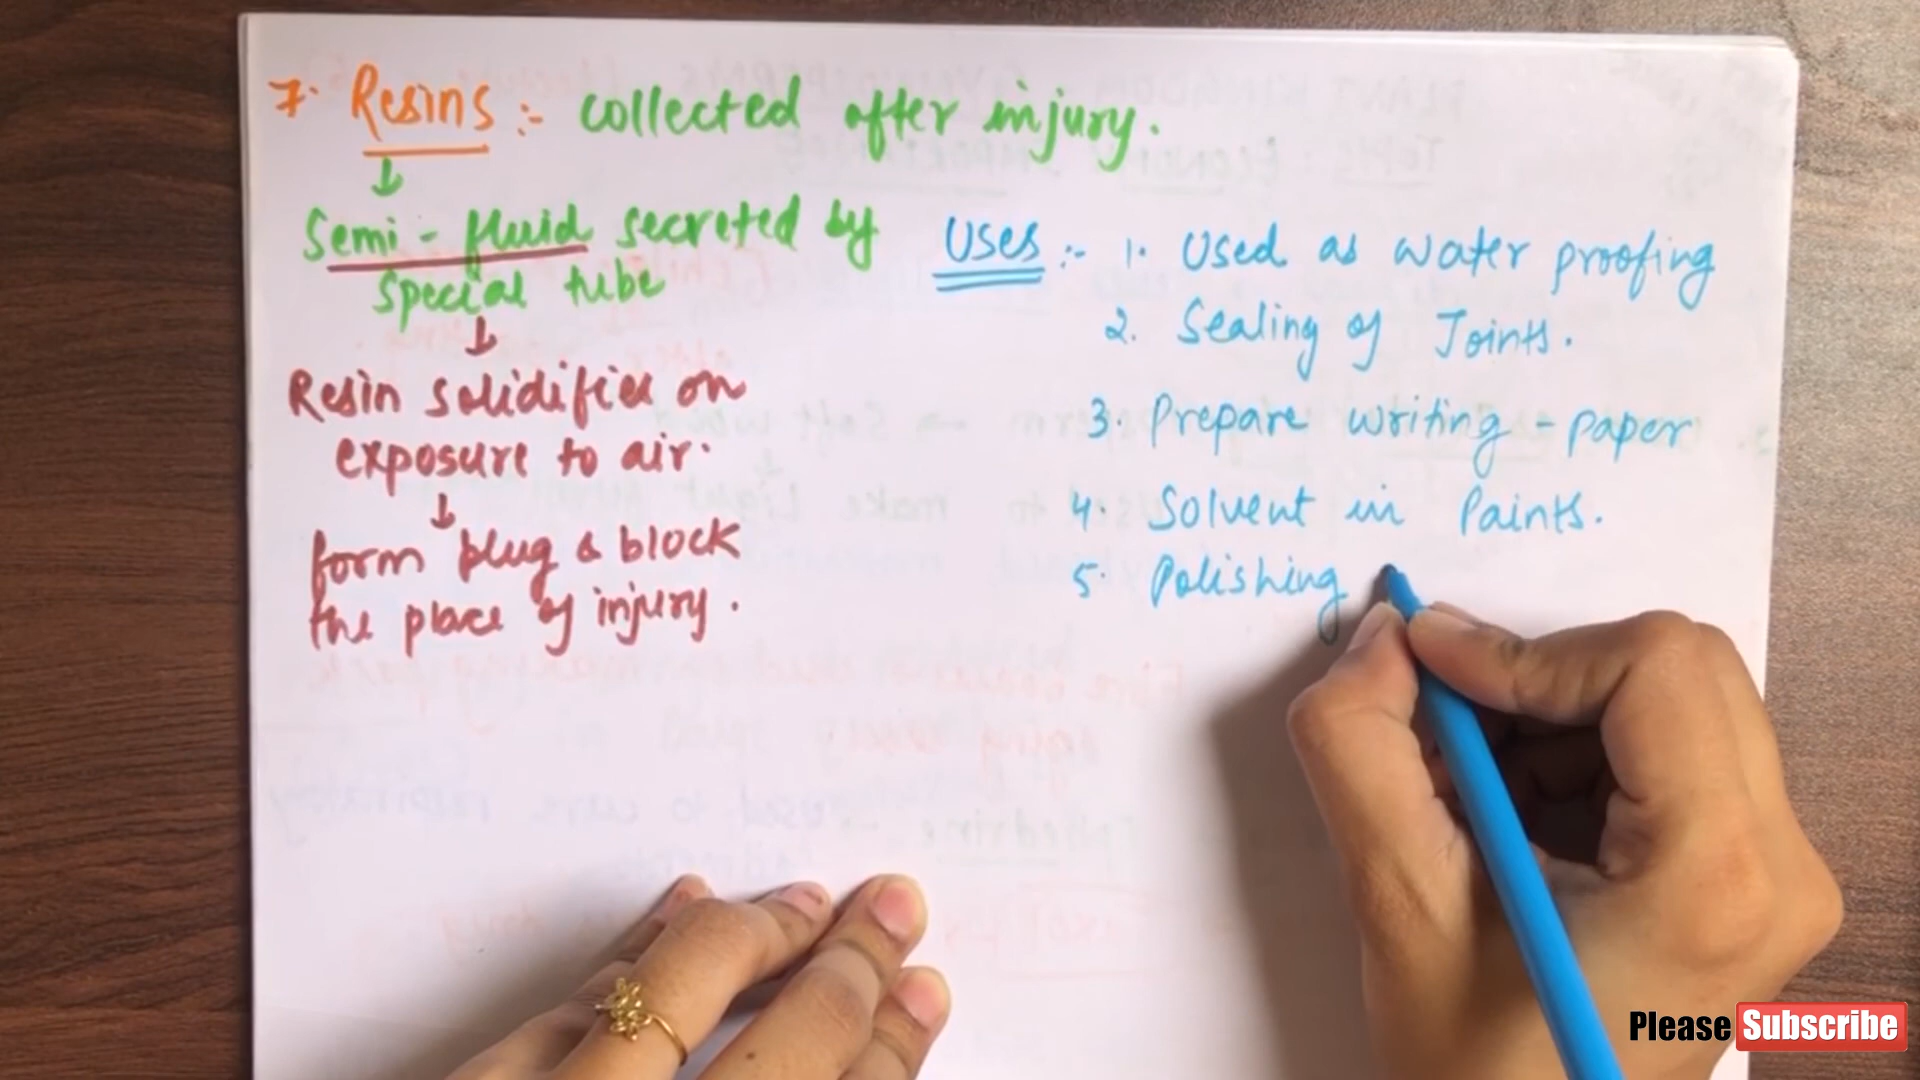 7. Resins :- collected after injury.
Semi - fluid secreted by
special tube
Resin solidifies on
exposure to air.
form plug & block
the place of injury.
Uses :- 1. Used as water proofing
2. Sealing of Joints.
3. Prepare writing - paper
4. Solvent in Paints.
5. Polishing
Please Subscribe